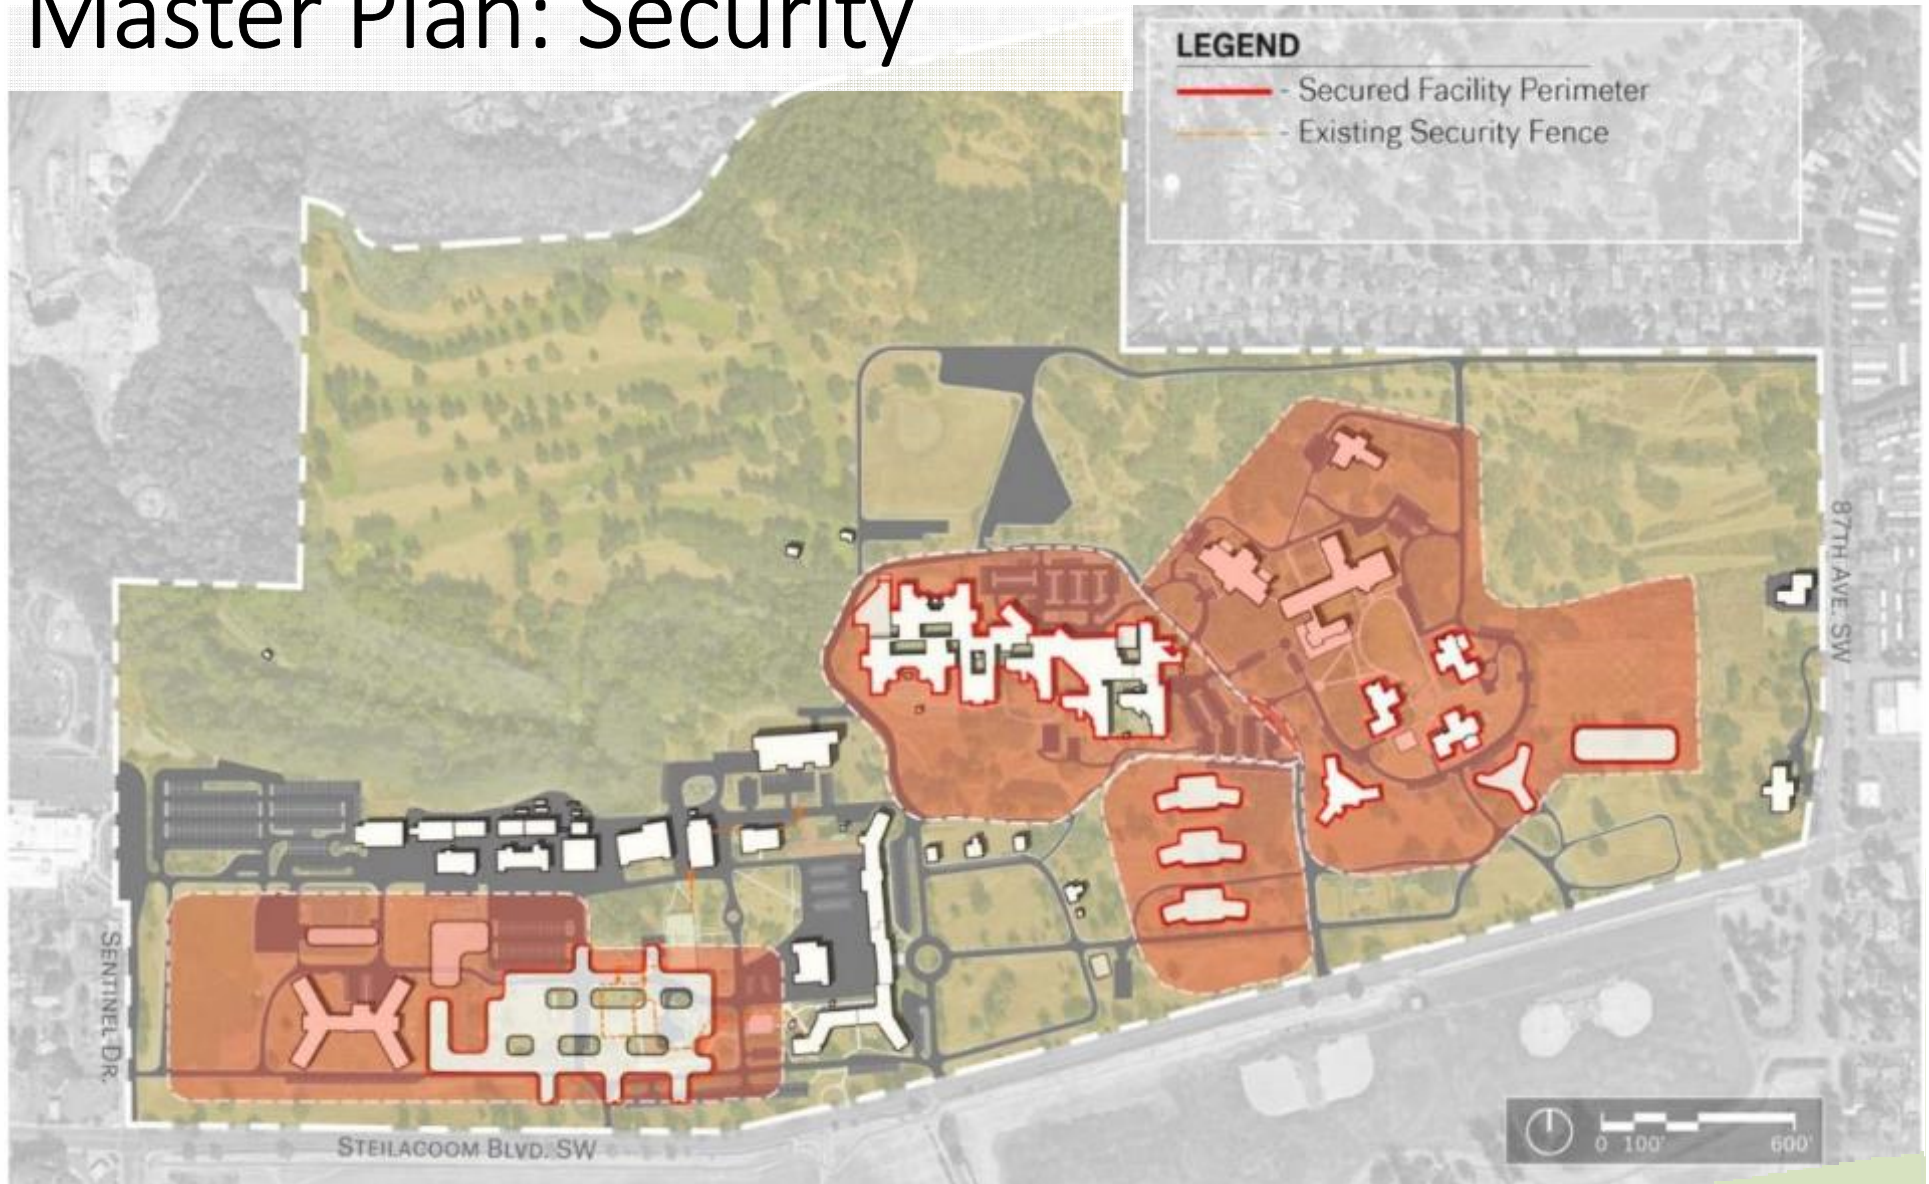 Master Plan: Security
LEGEND
- Secured Facility Perimeter
- Existing Security Fence
87TH AVE. SW
SENTINEL DR.
STEILACOOM BLVD. SW
0 100' 600'